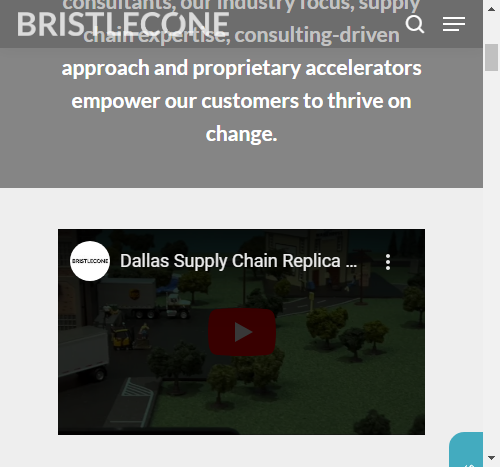 consultants, our industry focus, supply
BRISTLECONE
chain expertise, consulting-driven
approach and proprietary accelerators
empower our customers to thrive on
change.
BRISTLECONE
Dallas Supply Chain Replica ...